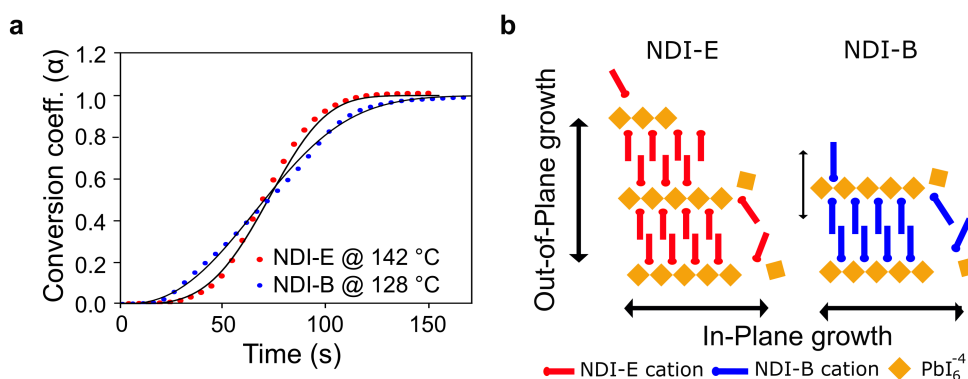 a
Conversion coeff. (α)
1.2
1.0
0.8
0.6
0.4
0.2
0.0
0
50
100
150
Time (s)
NDI-E @ 142 °C
NDI-B @ 128 °C
b
NDI-E
NDI-B
Out-of-Plane growth
In-Plane growth
NDI-E cation
NDI-B cation
PbI₆⁻⁴